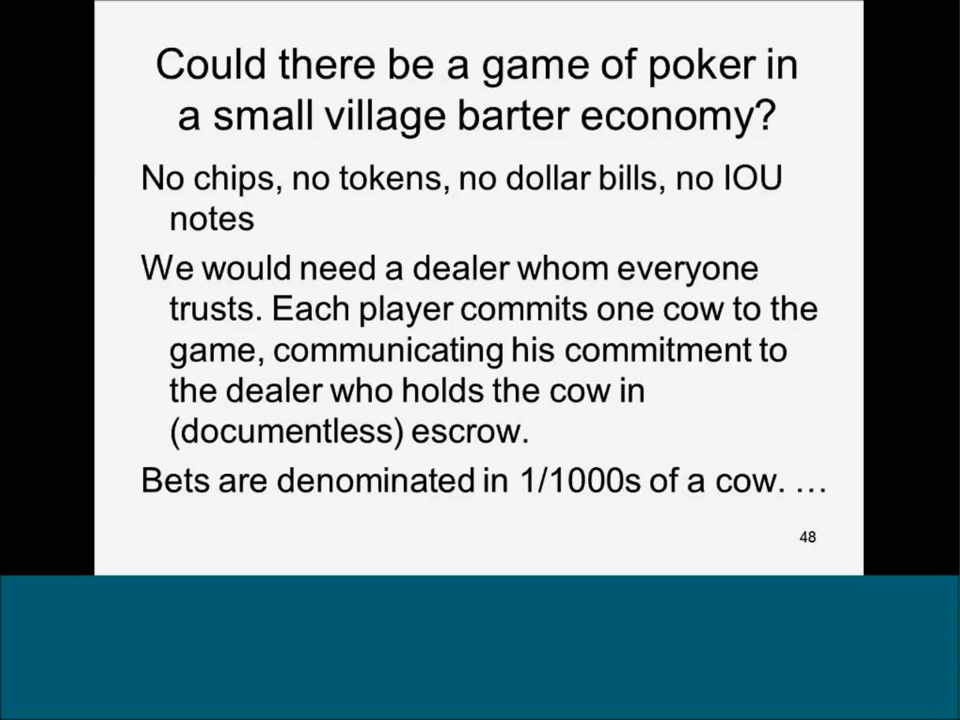 Could there be a game of poker in
a small village barter economy?
No chips, no tokens, no dollar bills, no IOU
notes
We would need a dealer whom everyone
trusts. Each player commits one cow to the
game, communicating his commitment to
the dealer who holds the cow in
(documentless) escrow.
Bets are denominated in 1/1000s of a cow. …
48